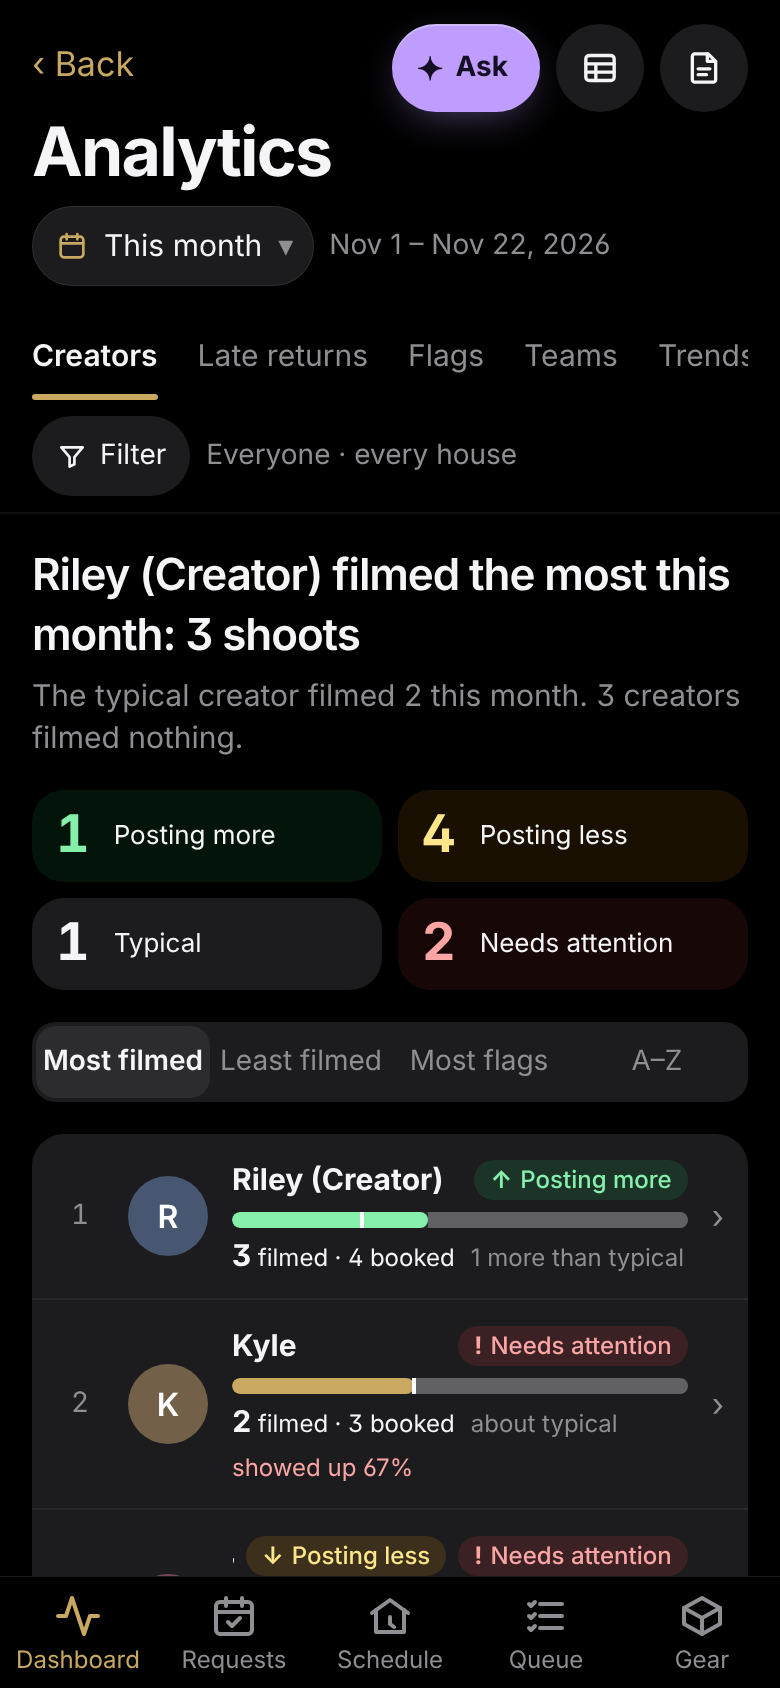 ‹ Back
Ask
Analytics
This month ▾
Nov 1 – Nov 22, 2026
Creators Late returns Flags Teams Trends
Filter
Everyone · every house
Riley (Creator) filmed the most this
month: 3 shoots
The typical creator filmed 2 this month. 3 creators
filmed nothing.
1 Posting more
4 Posting less
1 Typical
2 Needs attention
Most filmed Least filmed Most flags A–Z
1
R
Riley (Creator)
↑ Posting more
3 filmed · 4 booked 1 more than typical
›
2
K
Kyle
! Needs attention
2 filmed · 3 booked about typical
showed up 67%
›
↓ Posting less
! Needs attention
Dashboard Requests Schedule Queue Gear